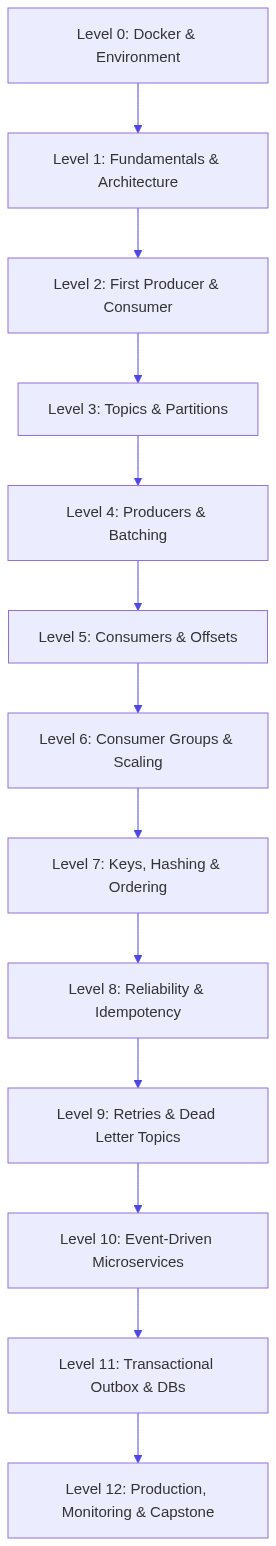 Level 0: Docker &
Environment
Level 1: Fundamentals &
Architecture
Level 2: First Producer &
Consumer
Level 3: Topics & Partitions
Level 4: Producers &
Batching
Level 5: Consumers & Offsets
Level 6: Consumer Groups &
Scaling
Level 7: Keys, Hashing &
Ordering
Level 8: Reliability &
Idempotency
Level 9: Retries & Dead
Letter Topics
Level 10: Event-Driven
Microservices
Level 11: Transactional
Outbox & DBs
Level 12: Production,
Monitoring & Capstone